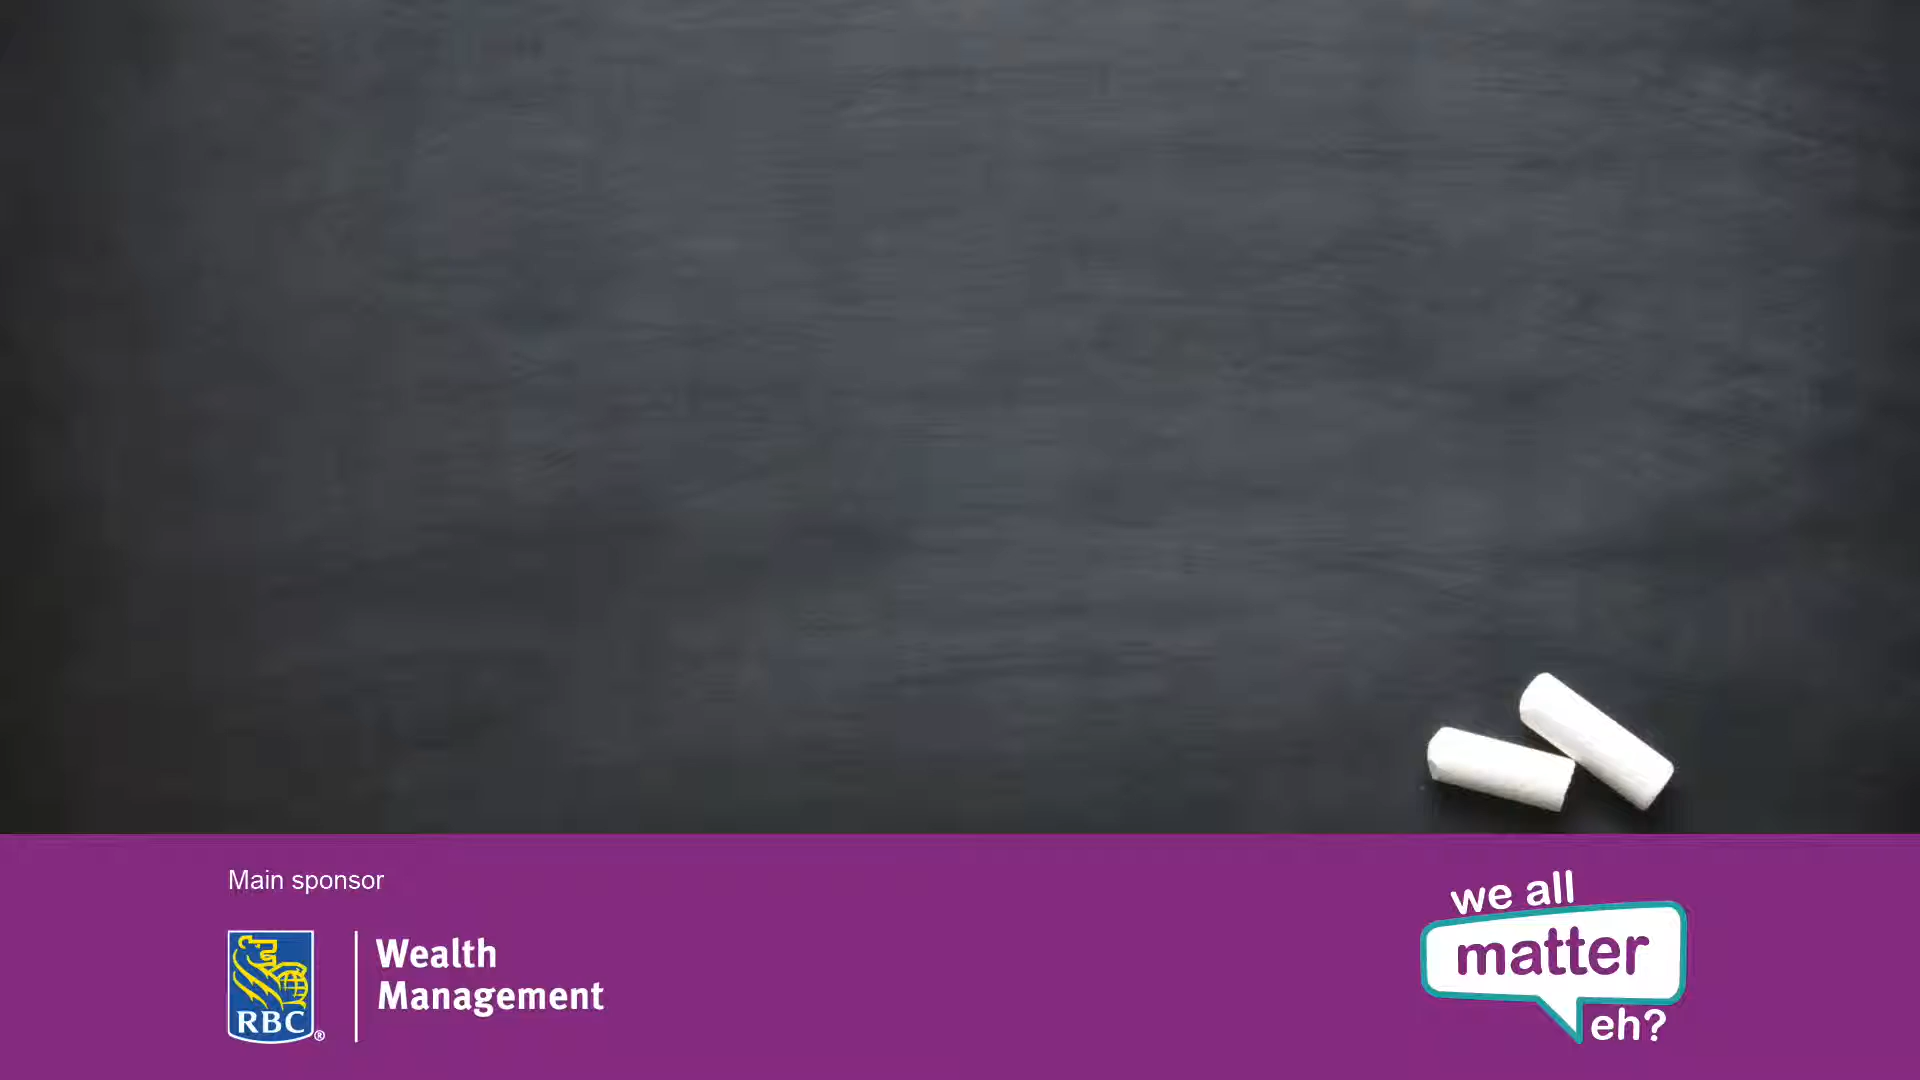 Main sponsor
RBC®
Wealth
Management
we all
matter
eh?